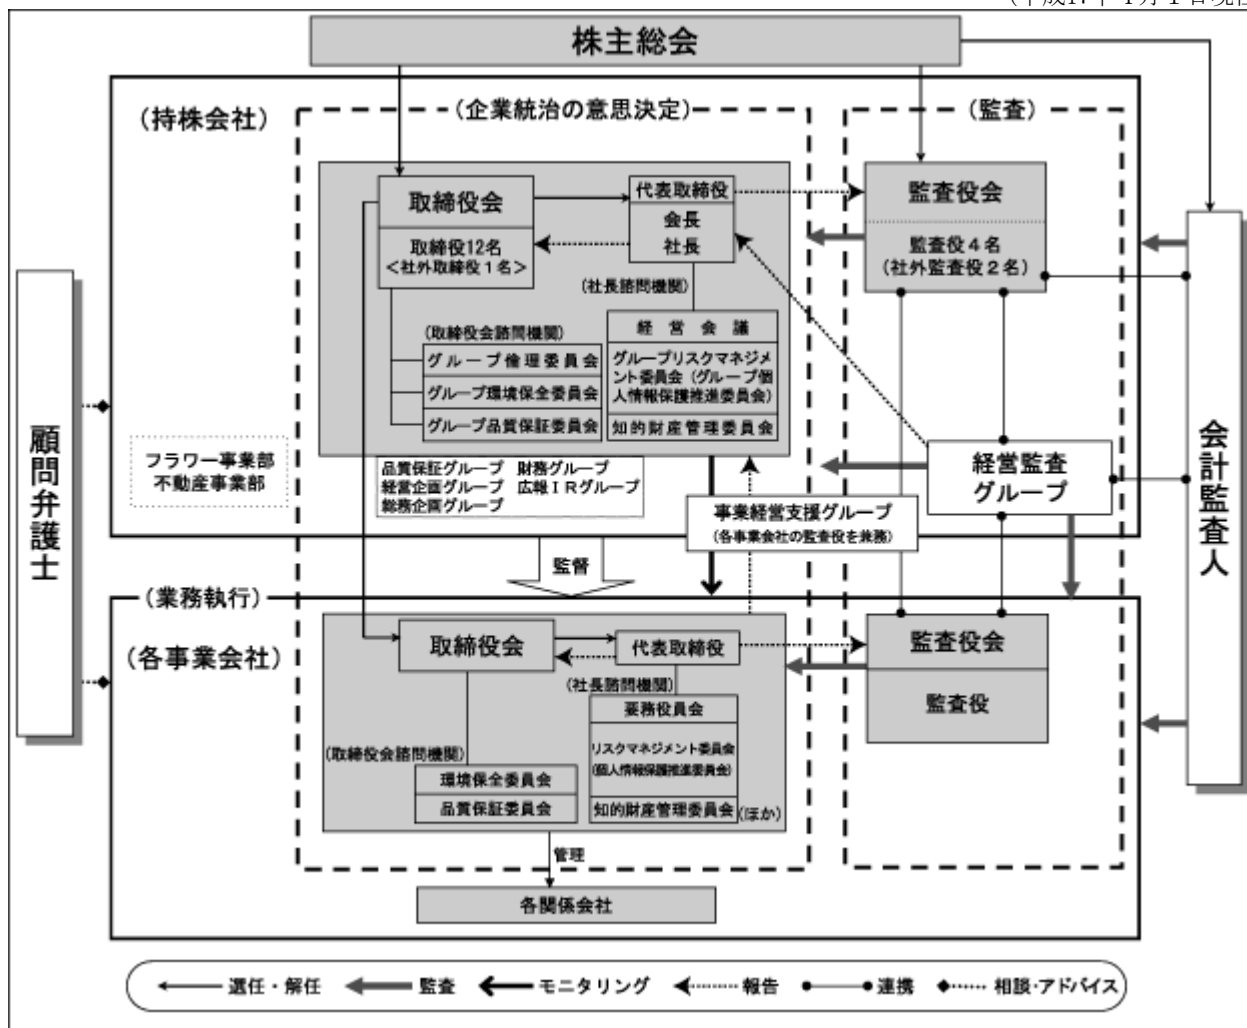 株主総会
(持株会社)
(企業統治の意思決定)
(監査)
取締役会
取締役12名
<社外取締役1名>
代表取締役
会長
社長
監査役会
監査役4名
(社外監査役2名)
(社長諮問機関)
(取締役会諮問機関)
グループ倫理委員会
グループ環境保全委員会
グループ品質保証委員会
経営会議
グループリスクマネジメ
ント委員会(グループ個
人情報保護推進委員会)
知的財産管理委員会
顧問弁護士
会計監査人
フラワー事業部
不動産事業部
品質保証グループ 財務グループ
経営企画グループ 広報IRグループ
総務企画グループ
経営監査
グループ
事業経営支援グループ
(各事業会社の監査役を兼務)
監督
(業務執行)
(各事業会社)
取締役会
代表取締役
監査役会
監査役
(社長諮問機関)
(取締役会諮問機関)
環境保全委員会
品質保証委員会
業務役員会
リスクマネジメント委員会
(個人情報保護推進委員会)
知的財産管理委員会
(ほか)
管理
各関係会社
選任・解任 監査 モニタリング 報告 連携 相談・アドバイス